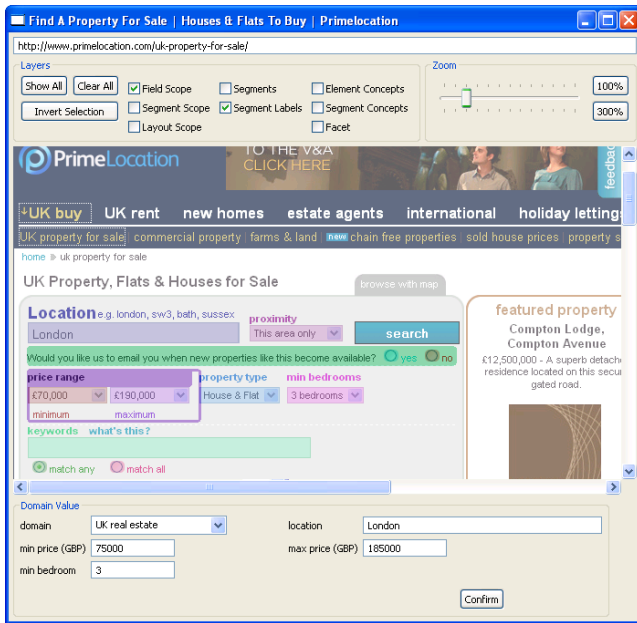 Find A Property For Sale | Houses & Flats To Buy | Primelocation
http://www.primelocation.com/uk-property-for-sale/
Layers
Zoom
Show All Clear All Field Scope Segments Element Concepts 100%
Invert Selection Segment Scope Segment Labels Segment Concepts 300%
Layout Scope Facet
PrimeLocation
TO THE V&A
CLICK HERE
feedbac
UK buy UK rent new homes estate agents international holiday letting
UK property for sale commercial property farms & land new chain free properties sold house prices property s
home uk property for sale
UK Property, Flats & Houses for Sale
browse with map
Location e.g. london, sw3, bath, sussex proximity
London This area only search
Would you like us to email you when new properties like this become available? yes no
price range property type min bedrooms
£70,000 £190,000 House & Flat 3 bedrooms
minimum maximum
keywords what's this?
match any match all
featured property
Compton Lodge,
Compton Avenue
£12,500,000 - A superb detach
residence located on this secu
gated road.
Domain Value
domain UK real estate location London
min price (GBP) 75000 max price (GBP) 185000
min bedroom 3
Confirm